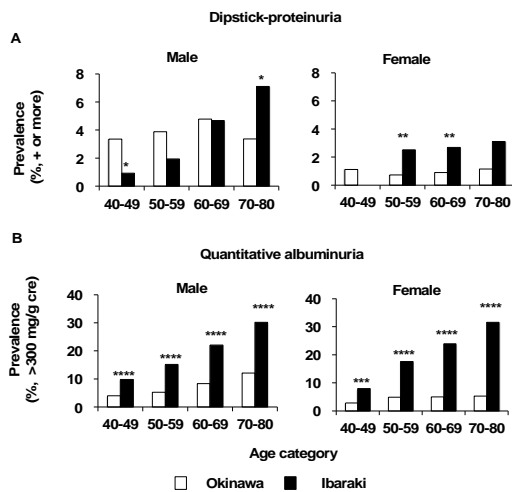 Dipstick-proteinuria
A
Male
Female
Prevalence
(%, + or more)
8
6
4
2
0
*
*
40-49 50-59 60-69 70-80
8
6
4
2
0
** **
40-49 50-59 60-69 70-80
B
Quantitative albuminuria
Male
Female
Prevalence
(%, >300 mg/g cre)
40
30
20
10
0
**** **** **** ****
40-49 50-59 60-69 70-80
40
30
20
10
0
*** **** **** ****
40-49 50-59 60-69 70-80
Age category
Okinawa Ibaraki